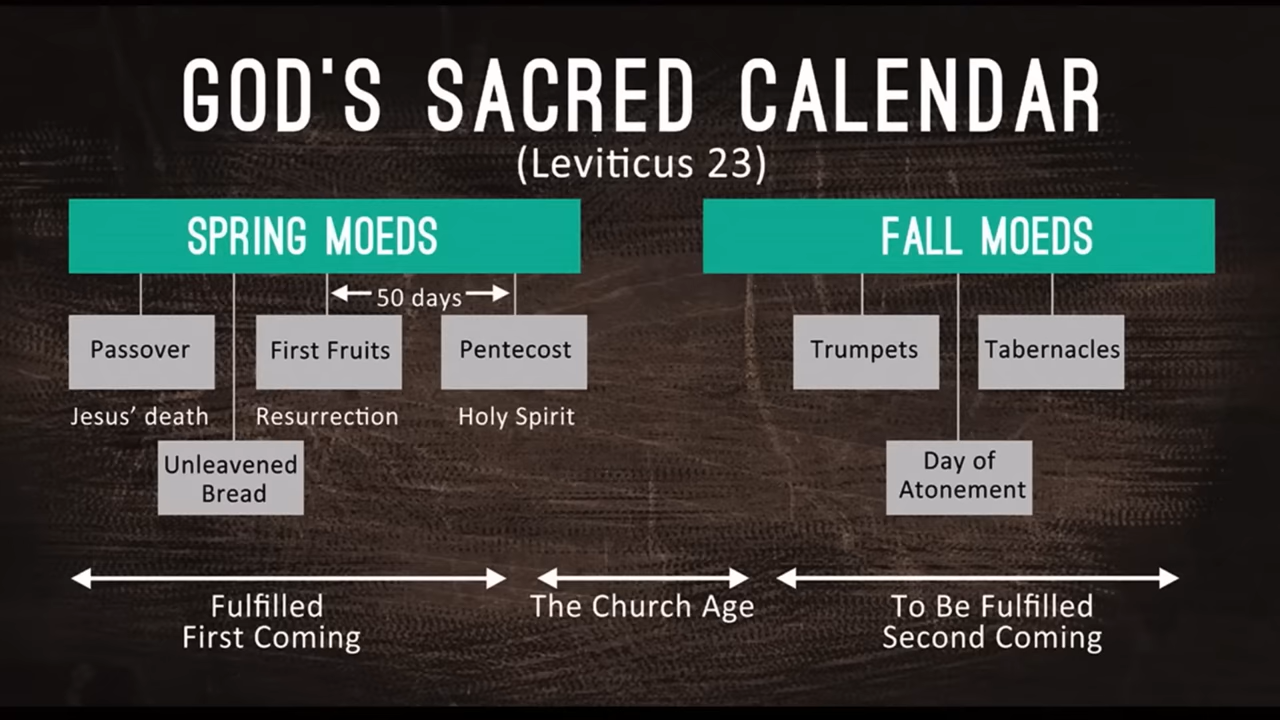 GOD'S SACRED CALENDAR
(Leviticus 23)
SPRING MOEDS
FALL MOEDS
50 days
Passover
First Fruits
Pentecost
Trumpets
Tabernacles
Jesus’ death
Resurrection
Holy Spirit
Unleavened
Bread
Day of
Atonement
Fulfilled
First Coming
The Church Age
To Be Fulfilled
Second Coming